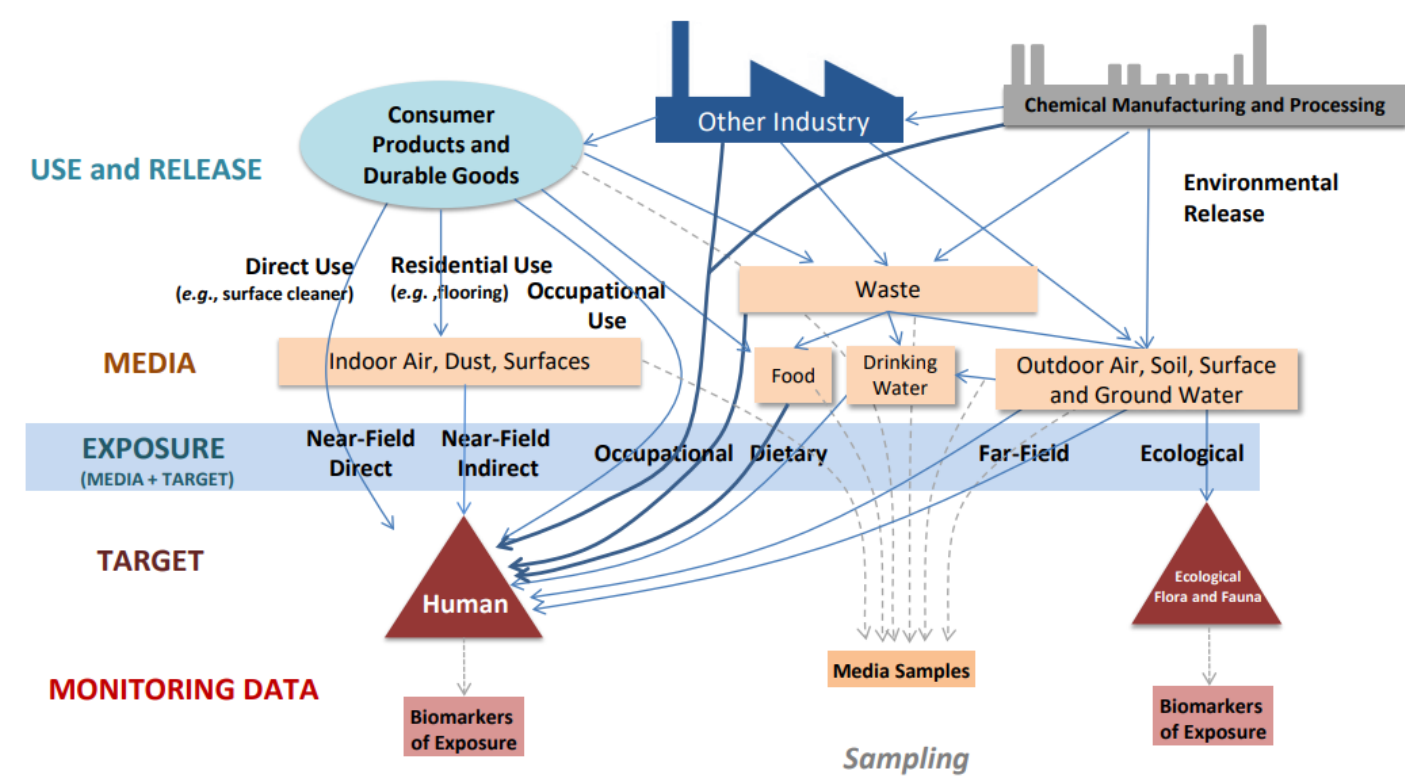 Consumer
Products and
Durable Goods
Other Industry
Chemical Manufacturing and Processing
USE and RELEASE
Environmental
Release
Direct Use
(e.g., surface cleaner)
Residential Use
(e.g. ,flooring)
Occupational
Use
Waste
MEDIA
Indoor Air, Dust, Surfaces
Food
Drinking
Water
Outdoor Air, Soil, Surface
and Ground Water
EXPOSURE
(MEDIA + TARGET)
Near-Field
Direct
Near-Field
Indirect
Occupational
Dietary
Far-Field
Ecological
TARGET
Human
Ecological
Flora and Fauna
MONITORING DATA
Biomarkers
of Exposure
Media Samples
Biomarkers
of Exposure
Sampling